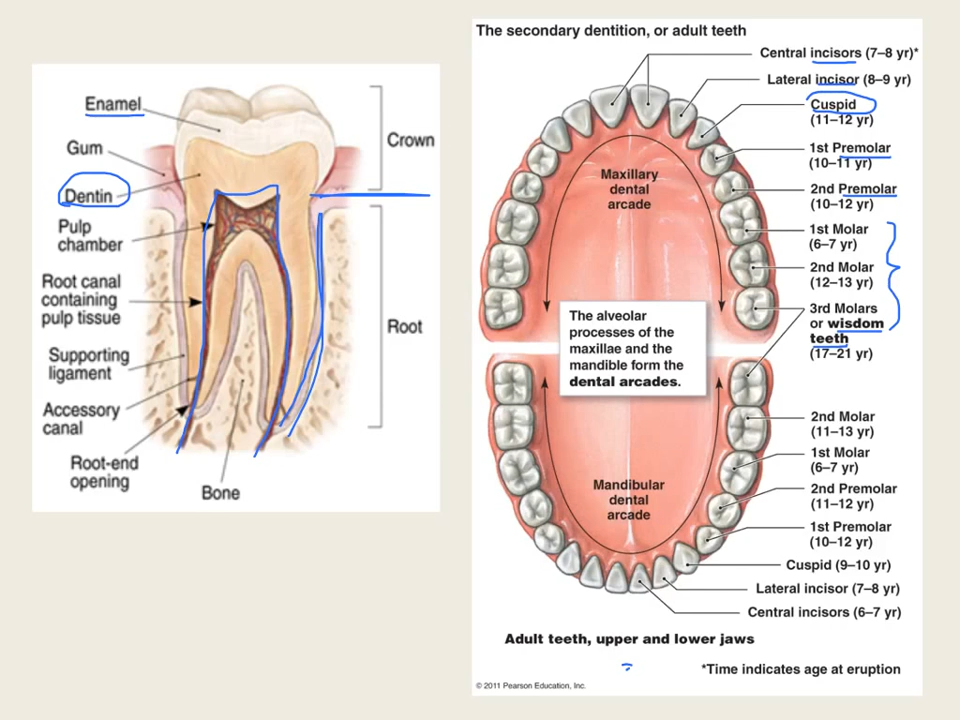 Enamel
Gum
Dentin
Pulp
chamber
Root canal
containing
pulp tissue
Supporting
ligament
Accessory
canal
Root-end
opening
Bone
Crown
Root
The secondary dentition, or adult teeth
Central incisors (7–8 yr)*
Lateral incisor (8–9 yr)
Cuspid
(11–12 yr)
1st Premolar
(10–11 yr)
2nd Premolar
(10–12 yr)
1st Molar
(6–7 yr)
2nd Molar
(12–13 yr)
3rd Molars
or wisdom
teeth
(17–21 yr)
Maxillary
dental
arcade
The alveolar
processes of the
maxillae and the
mandible form the
dental arcades.
Mandibular
dental
arcade
2nd Molar
(11–13 yr)
1st Molar
(6–7 yr)
2nd Premolar
(11–12 yr)
1st Premolar
(10–12 yr)
Cuspid (9–10 yr)
Lateral incisor (7–8 yr)
Central incisors (6–7 yr)
Adult teeth, upper and lower jaws
*Time indicates age at eruption
© 2011 Pearson Education, Inc.